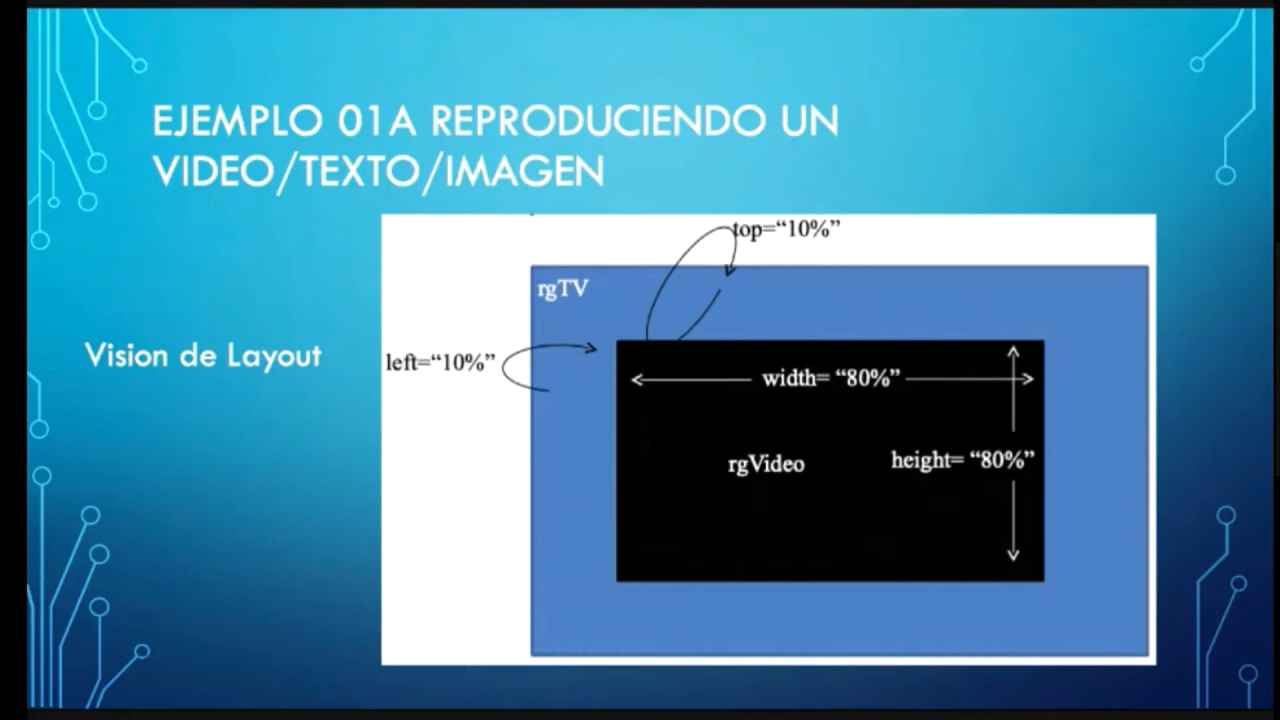 EJEMPLO 01A REPRODUCIENDO UN
VIDEO/TEXTO/IMAGEN
top=“10%”
rgTV
Vision de Layout
left=“10%”
width= “80%”
rgVideo
height= “80%”